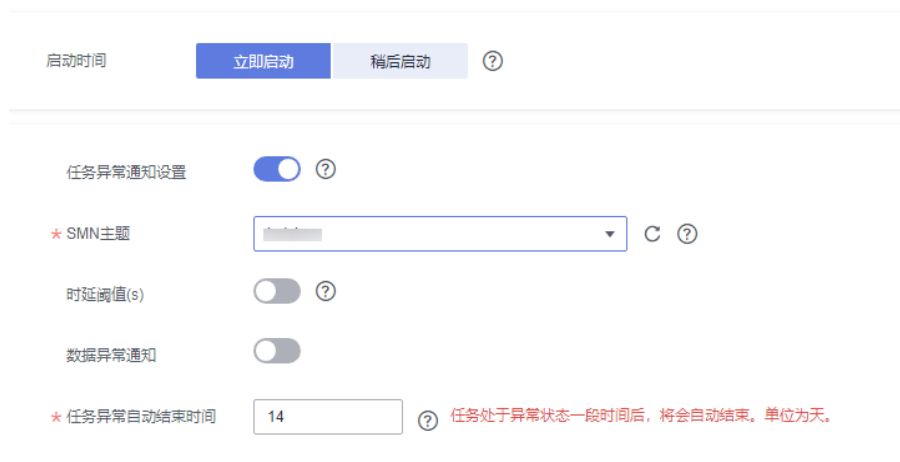 启动时间 立即启动 稍后启动 ?
任务异常通知设置 ?
* SMN主题 ?
时延阈值(s) ?
数据异常通知
* 任务异常自动结束时间 14 ? 任务处于异常状态一段时间后，将会自动结束。单位为天。